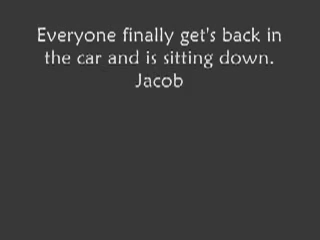 Everyone finally get's back in
the car and is sitting down.
Jacob